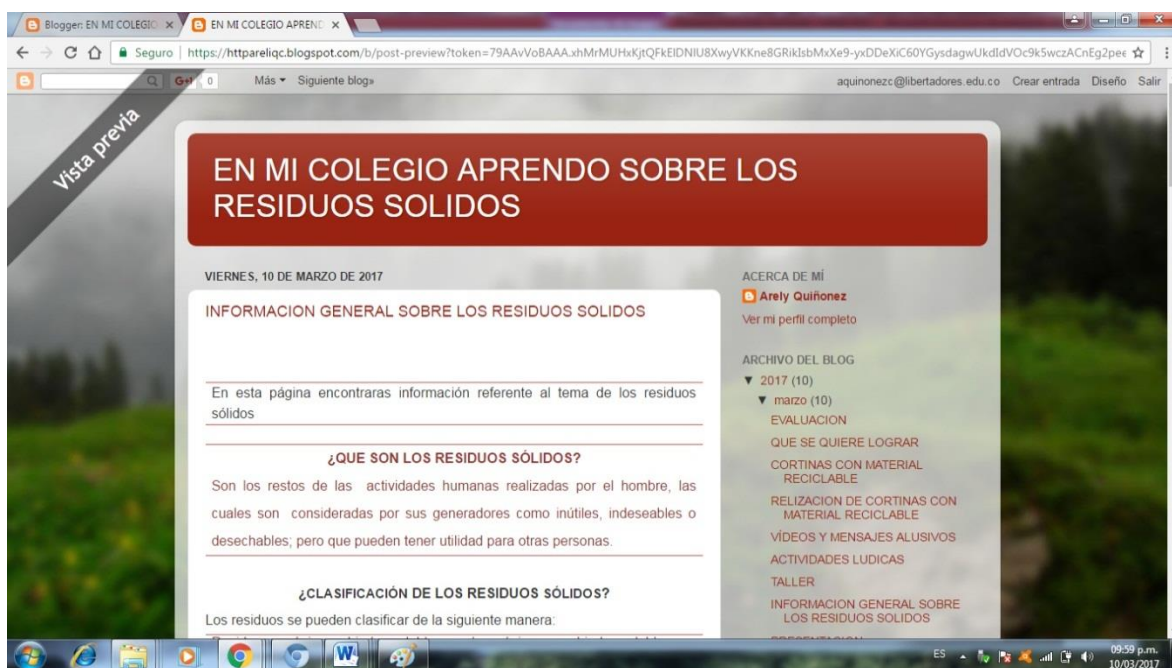 Blogger: EN MI COLEGIO
EN MI COLEGIO APREND
Seguro
https://httpareliqc.blogspot.com/b/post-preview?token=
G+1 0 Más Siguiente blog»
aquinonezc@libertadores.edu.co Crear entrada Diseño Salir
Vista previa
EN MI COLEGIO APRENDO SOBRE LOS
RESIDUOS SOLIDOS
VIERNES, 10 DE MARZO DE 2017
INFORMACION GENERAL SOBRE LOS RESIDUOS SOLIDOS
En esta página encontraras información referente al tema de los residuos
sólidos
¿QUE SON LOS RESIDUOS SÓLIDOS?
Son los restos de las actividades humanas realizadas por el hombre, las
cuales son consideradas por sus generadores como inútiles, indeseables o
desechables; pero que pueden tener utilidad para otras personas.
¿CLASIFICACIÓN DE LOS RESIDUOS SÓLIDOS?
Los residuos se pueden clasificar de la siguiente manera:
ACERCA DE MÍ
Arely Quiñonez
Ver mi perfil completo
ARCHIVO DEL BLOG
▼ 2017 (10)
▼ marzo (10)
EVALUACION
QUE SE QUIERE LOGRAR
CORTINAS CON MATERIAL
RECICLABLE
RELIZACION DE CORTINAS CON
MATERIAL RECICLABLE
VÍDEOS Y MENSAJES ALUSIVOS
ACTIVIDADES LUDICAS
TALLER
INFORMACION GENERAL SOBRE
LOS RESIDUOS SOLIDOS
ES
09:59 p.m.
10/03/2017